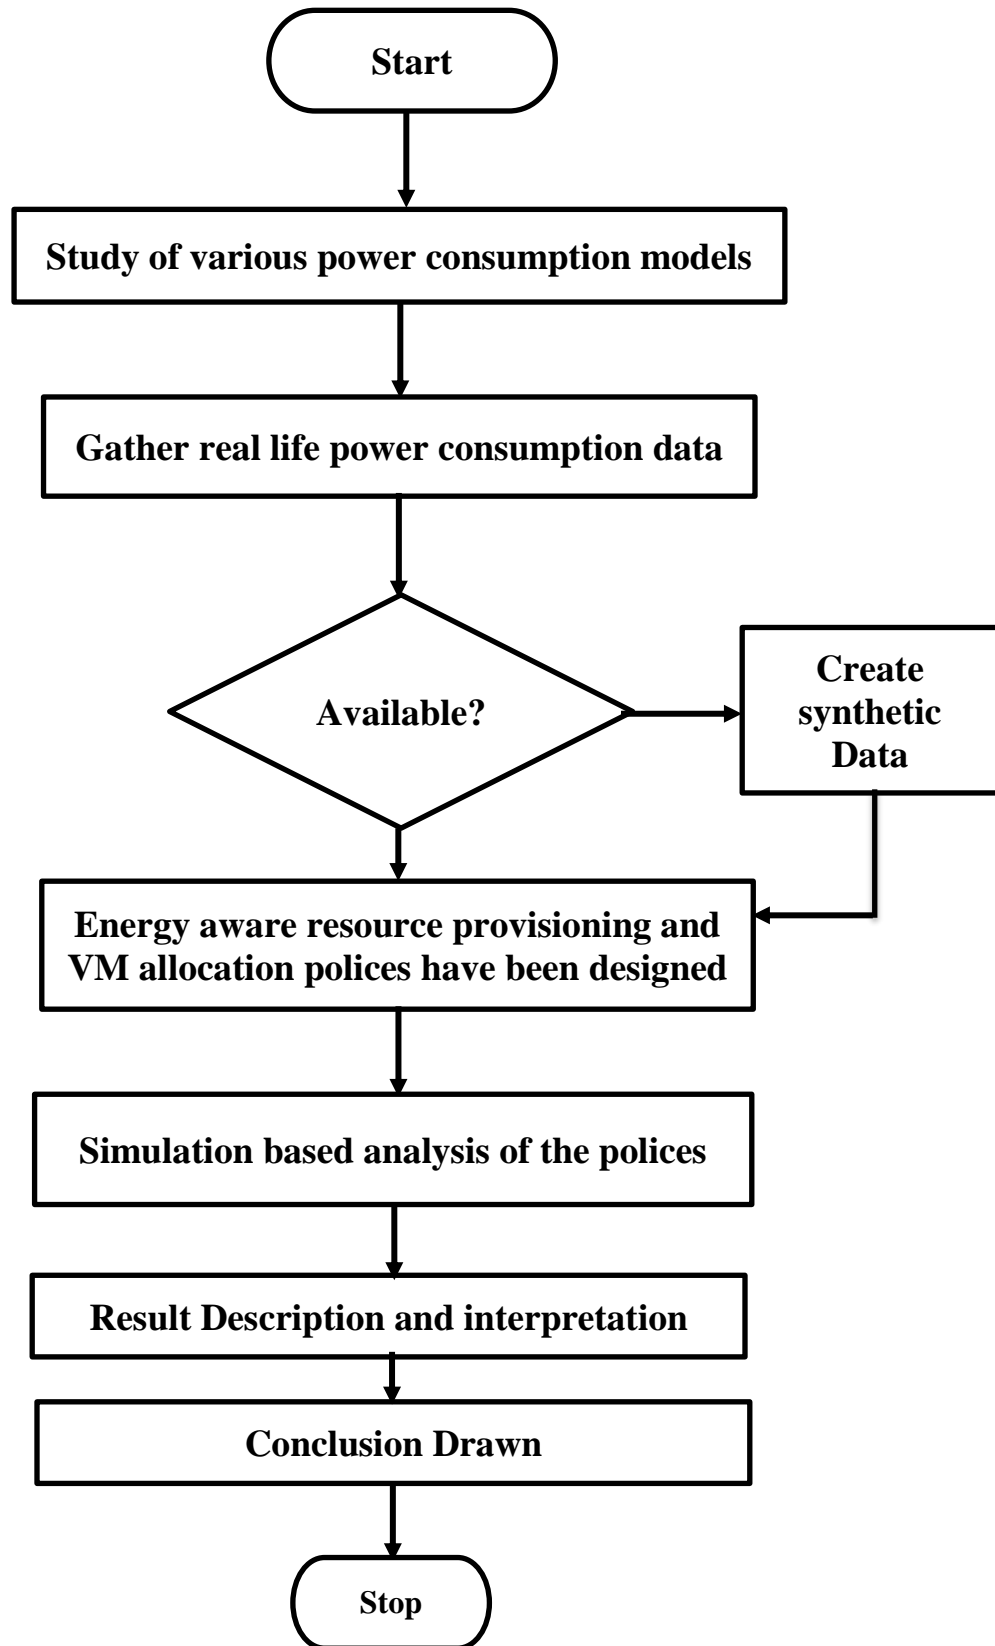 Start
Study of various power consumption models
Gather real life power consumption data
Available?
Create
synthetic
Data
Energy aware resource provisioning and
VM allocation polices have been designed
Simulation based analysis of the polices
Result Description and interpretation
Conclusion Drawn
Stop